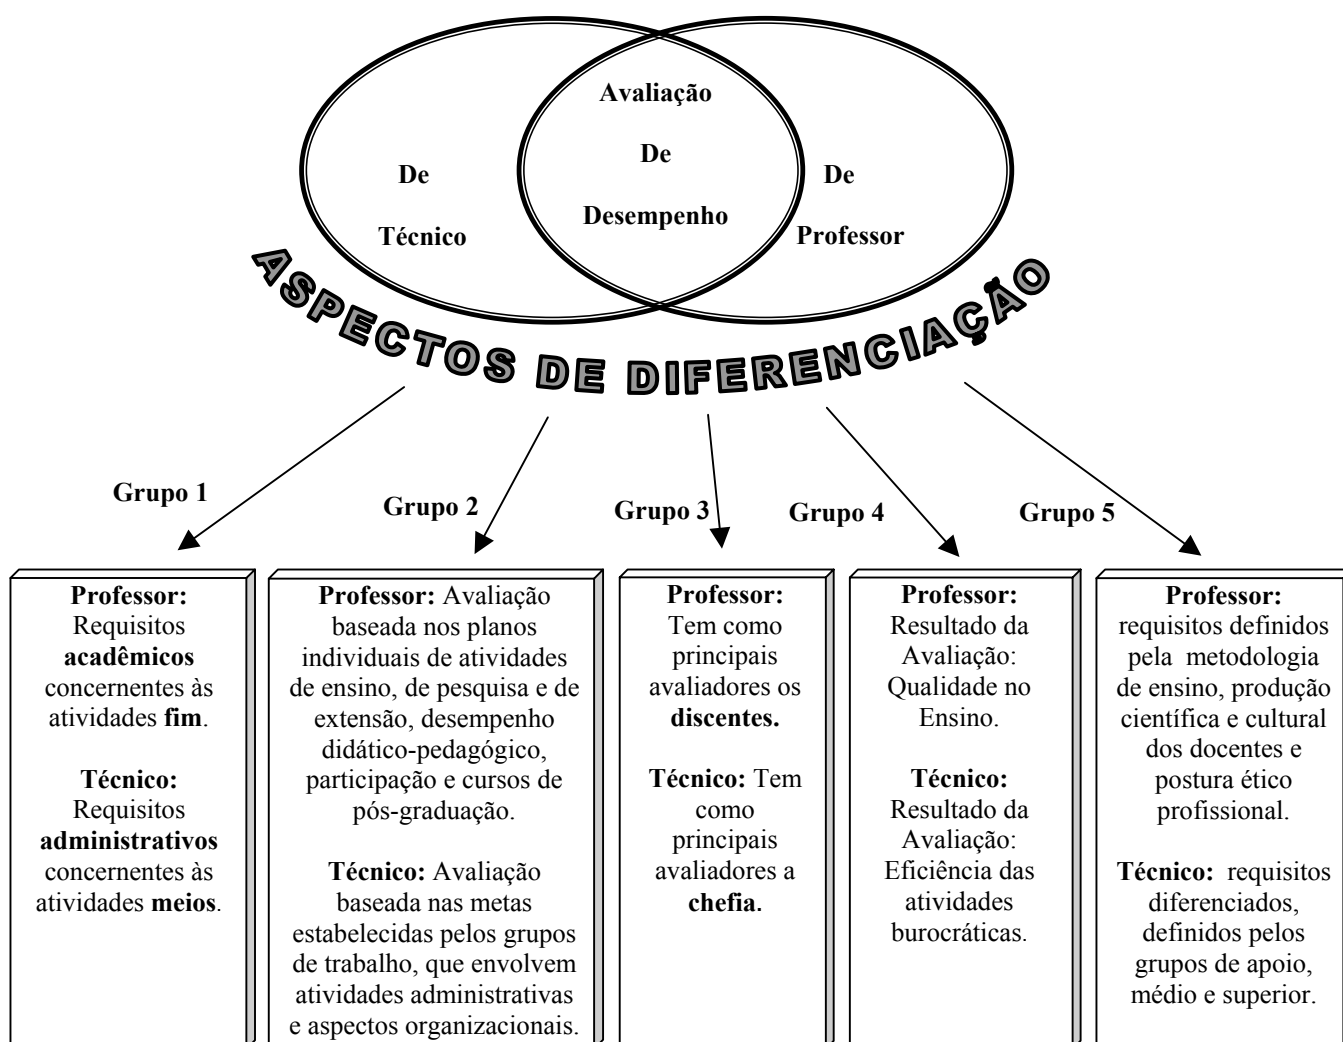 Avaliação
De
Desempenho
De
Técnico
De
Professor
ASPECTOS DE DIFERENCIAÇÃO
Grupo 1
Professor:
Requisitos
acadêmicos
concernentes às
atividades fim.
Técnico:
Requisitos
administrativos
concernentes às
atividades meios.
Grupo 2
Professor: Avaliação
baseada nos planos
individuais de atividades
de ensino, de pesquisa e de
extensão, desempenho
didático-pedagógico,
participação e cursos de
pós-graduação.
Técnico: Avaliação
baseada nas metas
estabelecidas pelos grupos
de trabalho, que envolvem
atividades administrativas
e aspectos organizacionais.
Grupo 3
Professor:
Tem como
principais
avaliadores os
discentes.
Técnico: Tem
como
principais
avaliadores a
chefia.
Grupo 4
Professor:
Resultado da
Avaliação:
Qualidade no
Ensino.
Técnico:
Resultado da
Avaliação:
Eficiência das
atividades
burocráticas.
Grupo 5
Professor:
requisitos definidos
pela metodologia
de ensino, produção
científica e cultural
dos docentes e
postura ético
profissional.
Técnico: requisitos
diferenciados,
definidos pelos
grupos de apoio,
médio e superior.